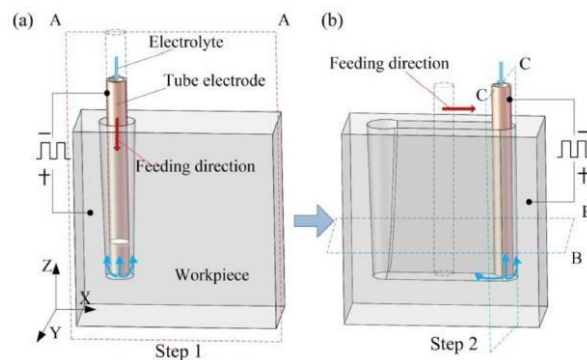 (a)
A
A
Electrolyte
Tube electrode
Feeding direction
Workpiece
Z
X
Y
Step 1
(b)
C
Feeding direction
C
B
B
Step 2